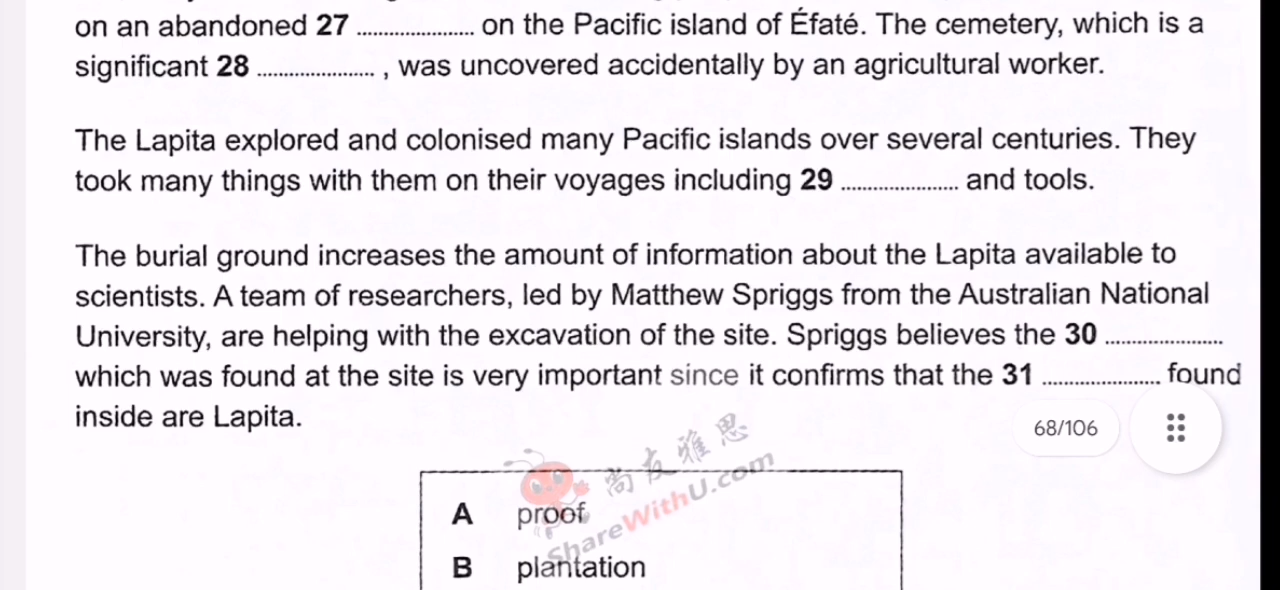 on an abandoned 27 ..................... on the Pacific island of Éfaté. The cemetery, which is a
significant 28 ..................... , was uncovered accidentally by an agricultural worker.
The Lapita explored and colonised many Pacific islands over several centuries. They
took many things with them on their voyages including 29 ..................... and tools.
The burial ground increases the amount of information about the Lapita available to
scientists. A team of researchers, led by Matthew Spriggs from the Australian National
University, are helping with the excavation of the site. Spriggs believes the 30 .....................
which was found at the site is very important since it confirms that the 31 ..................... found
inside are Lapita.
68/106
尚友雅思
ShareWithU.com
A proof
B plantation